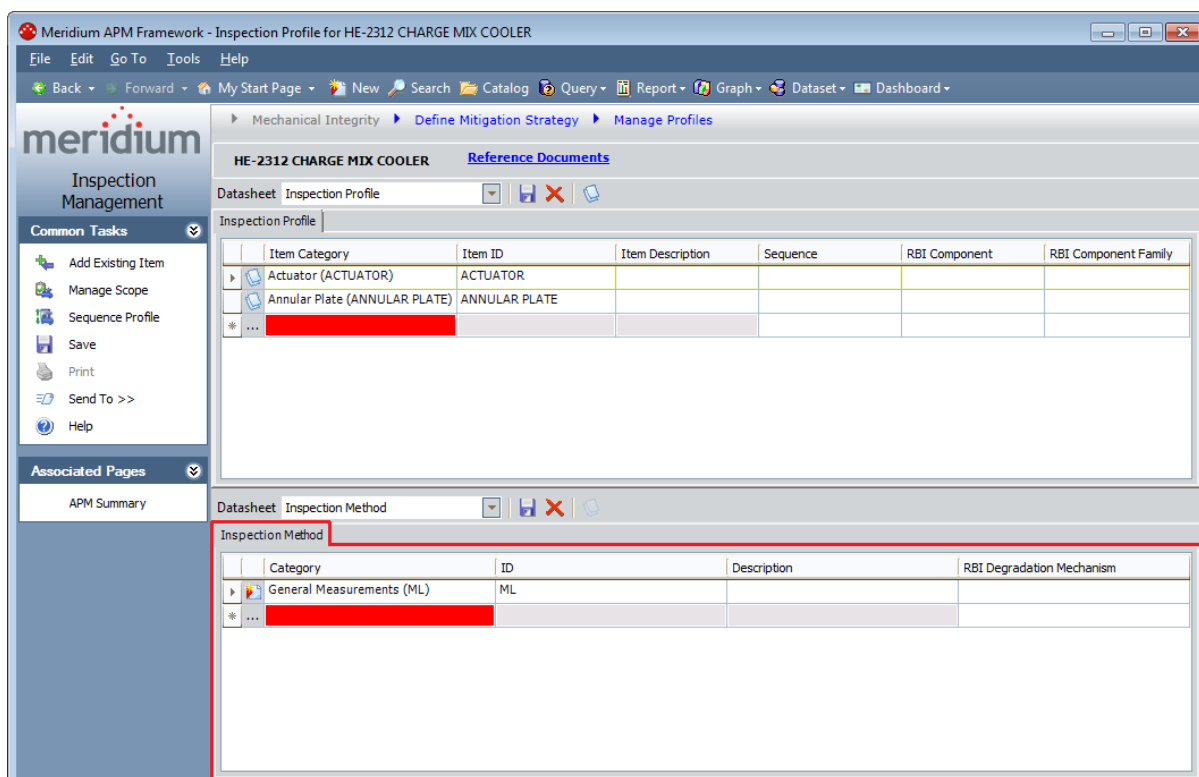 Meridium APM Framework - Inspection Profile for HE-2312 CHARGE MIX COOLER
File Edit Go To Tools Help
Back Forward My Start Page New Search Catalog Query Report Graph Dataset Dashboard
meridium
Inspection
Management
Common Tasks
Add Existing Item
Manage Scope
Sequence Profile
Save
Print
Send To >>
Help
Associated Pages
APM Summary
Mechanical Integrity Define Mitigation Strategy Manage Profiles
HE-2312 CHARGE MIX COOLER Reference Documents
Datasheet Inspection Profile
Inspection Profile
Item Category Item ID Item Description Sequence RBI Component RBI Component Family
Actuator (ACTUATOR) ACTUATOR
Annular Plate (ANNULAR PLATE) ANNULAR PLATE
* ...
Datasheet Inspection Method
Inspection Method
Category ID Description RBI Degradation Mechanism
General Measurements (ML) ML
* ...